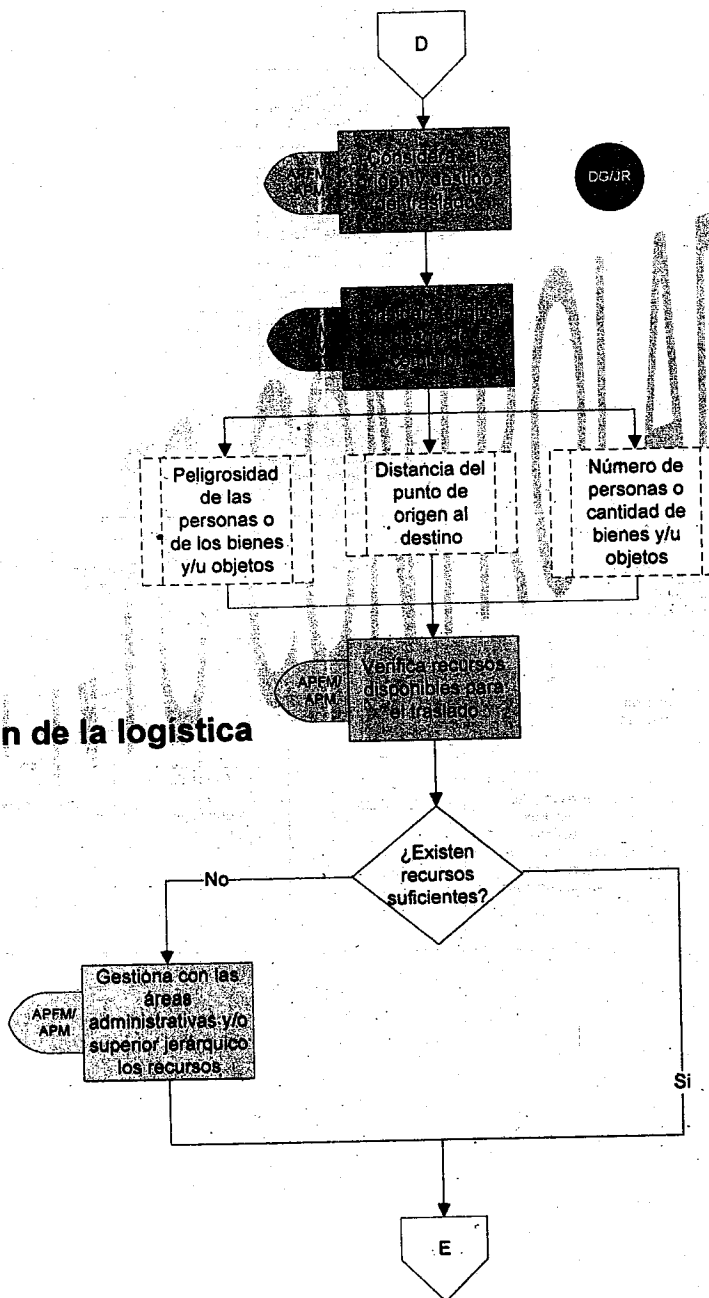 D
APFM/
APM
Considera el
origen y destino
del traslado
DG/JR
Peligrosidad
de las
personas o
de los bienes
y/u objetos
Distancia del
punto de
origen al
destino
Número de
personas o
cantidad de
bienes y/u
objetos
APFM/
APM
Verifica recursos
disponibles para
el traslado
n de la logística
¿Existen
recursos
suficientes?
No
APFM/
APM
Gestiona con las
áreas
administrativas y/o
superior jerárquico
los recursos
Si
E